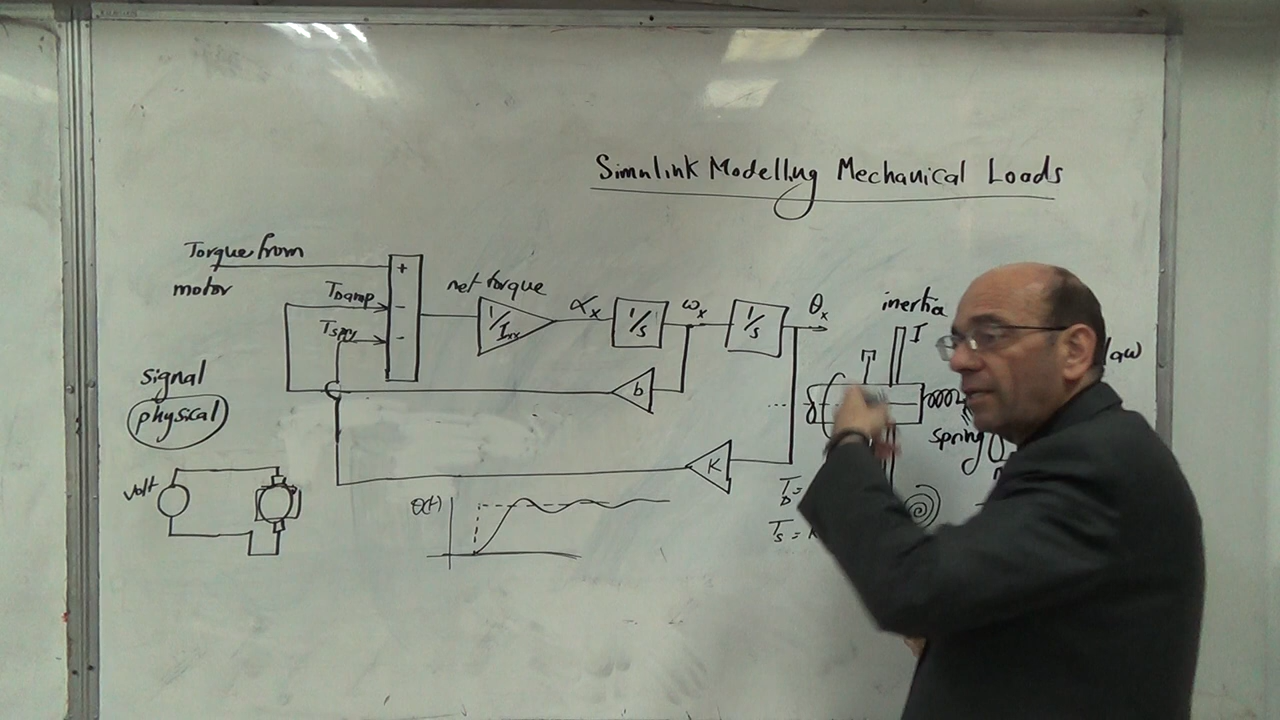 Simulink Modelling Mechanical Loads
Torque from
motor
+
TDamp
-
Tspr
-
net torque
1/Ixx
αx
1/s
ωx
1/s
θx
b
K
signal
physical
volt
θ(t)
inertia
I
T
law
spring
TD =
Ts = K